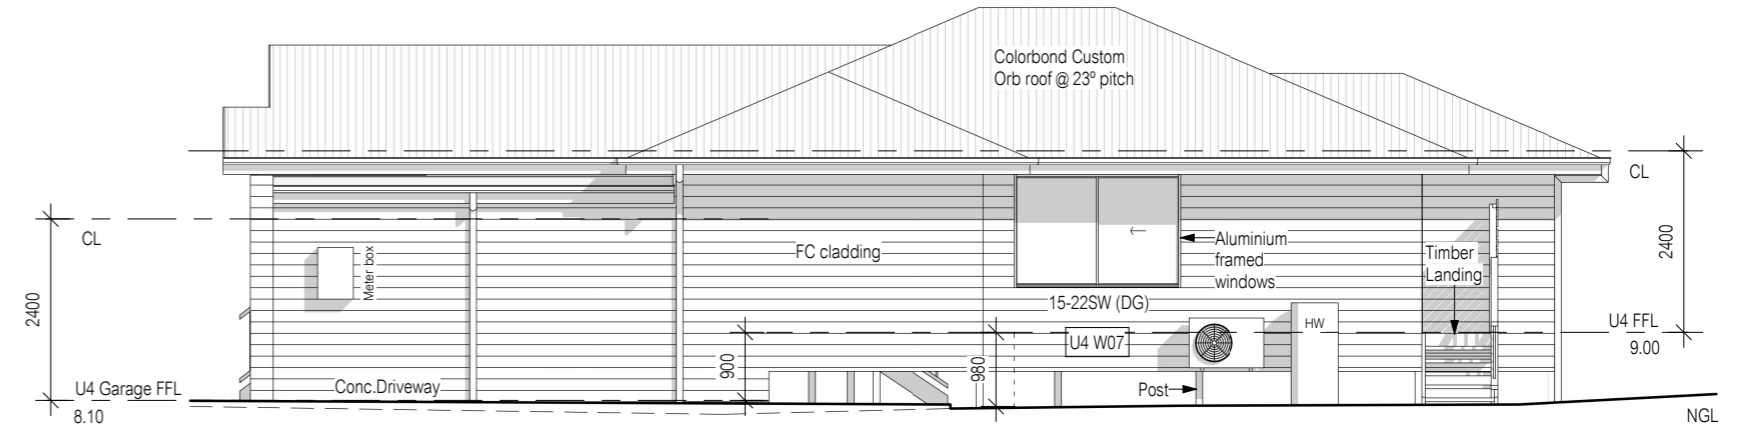 Colorbond Custom
Orb roof @ 23º pitch
CL
CL
2400
2400
Meter box
FC cladding
Aluminium
framed
windows
Timber
Landing
15-22SW (DG)
HW
U4 FFL
9.00
U4 W07
900
980
Post
Conc.Driveway
U4 Garage FFL
8.10
NGL